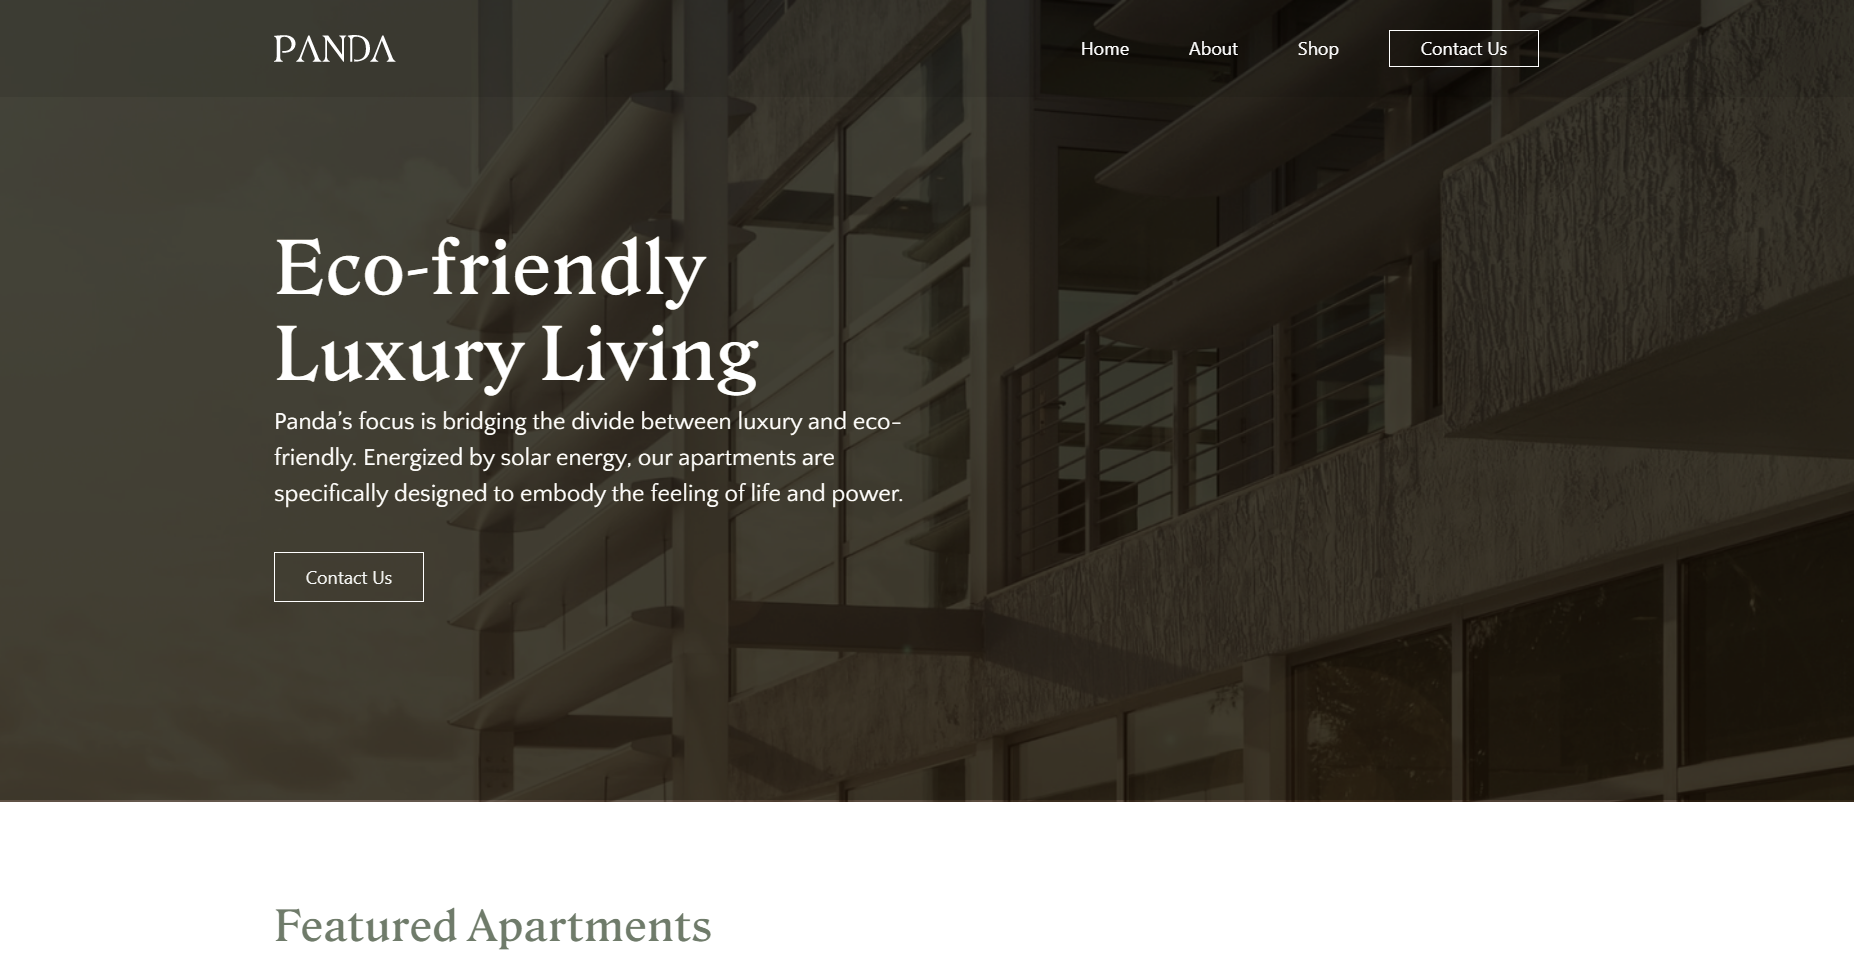 PANDA
Home
About
Shop
Contact Us
Eco-friendly
Luxury Living
Panda’s focus is bridging the divide between luxury and eco-
friendly. Energized by solar energy, our apartments are
specifically designed to embody the feeling of life and power.
Contact Us
Featured Apartments